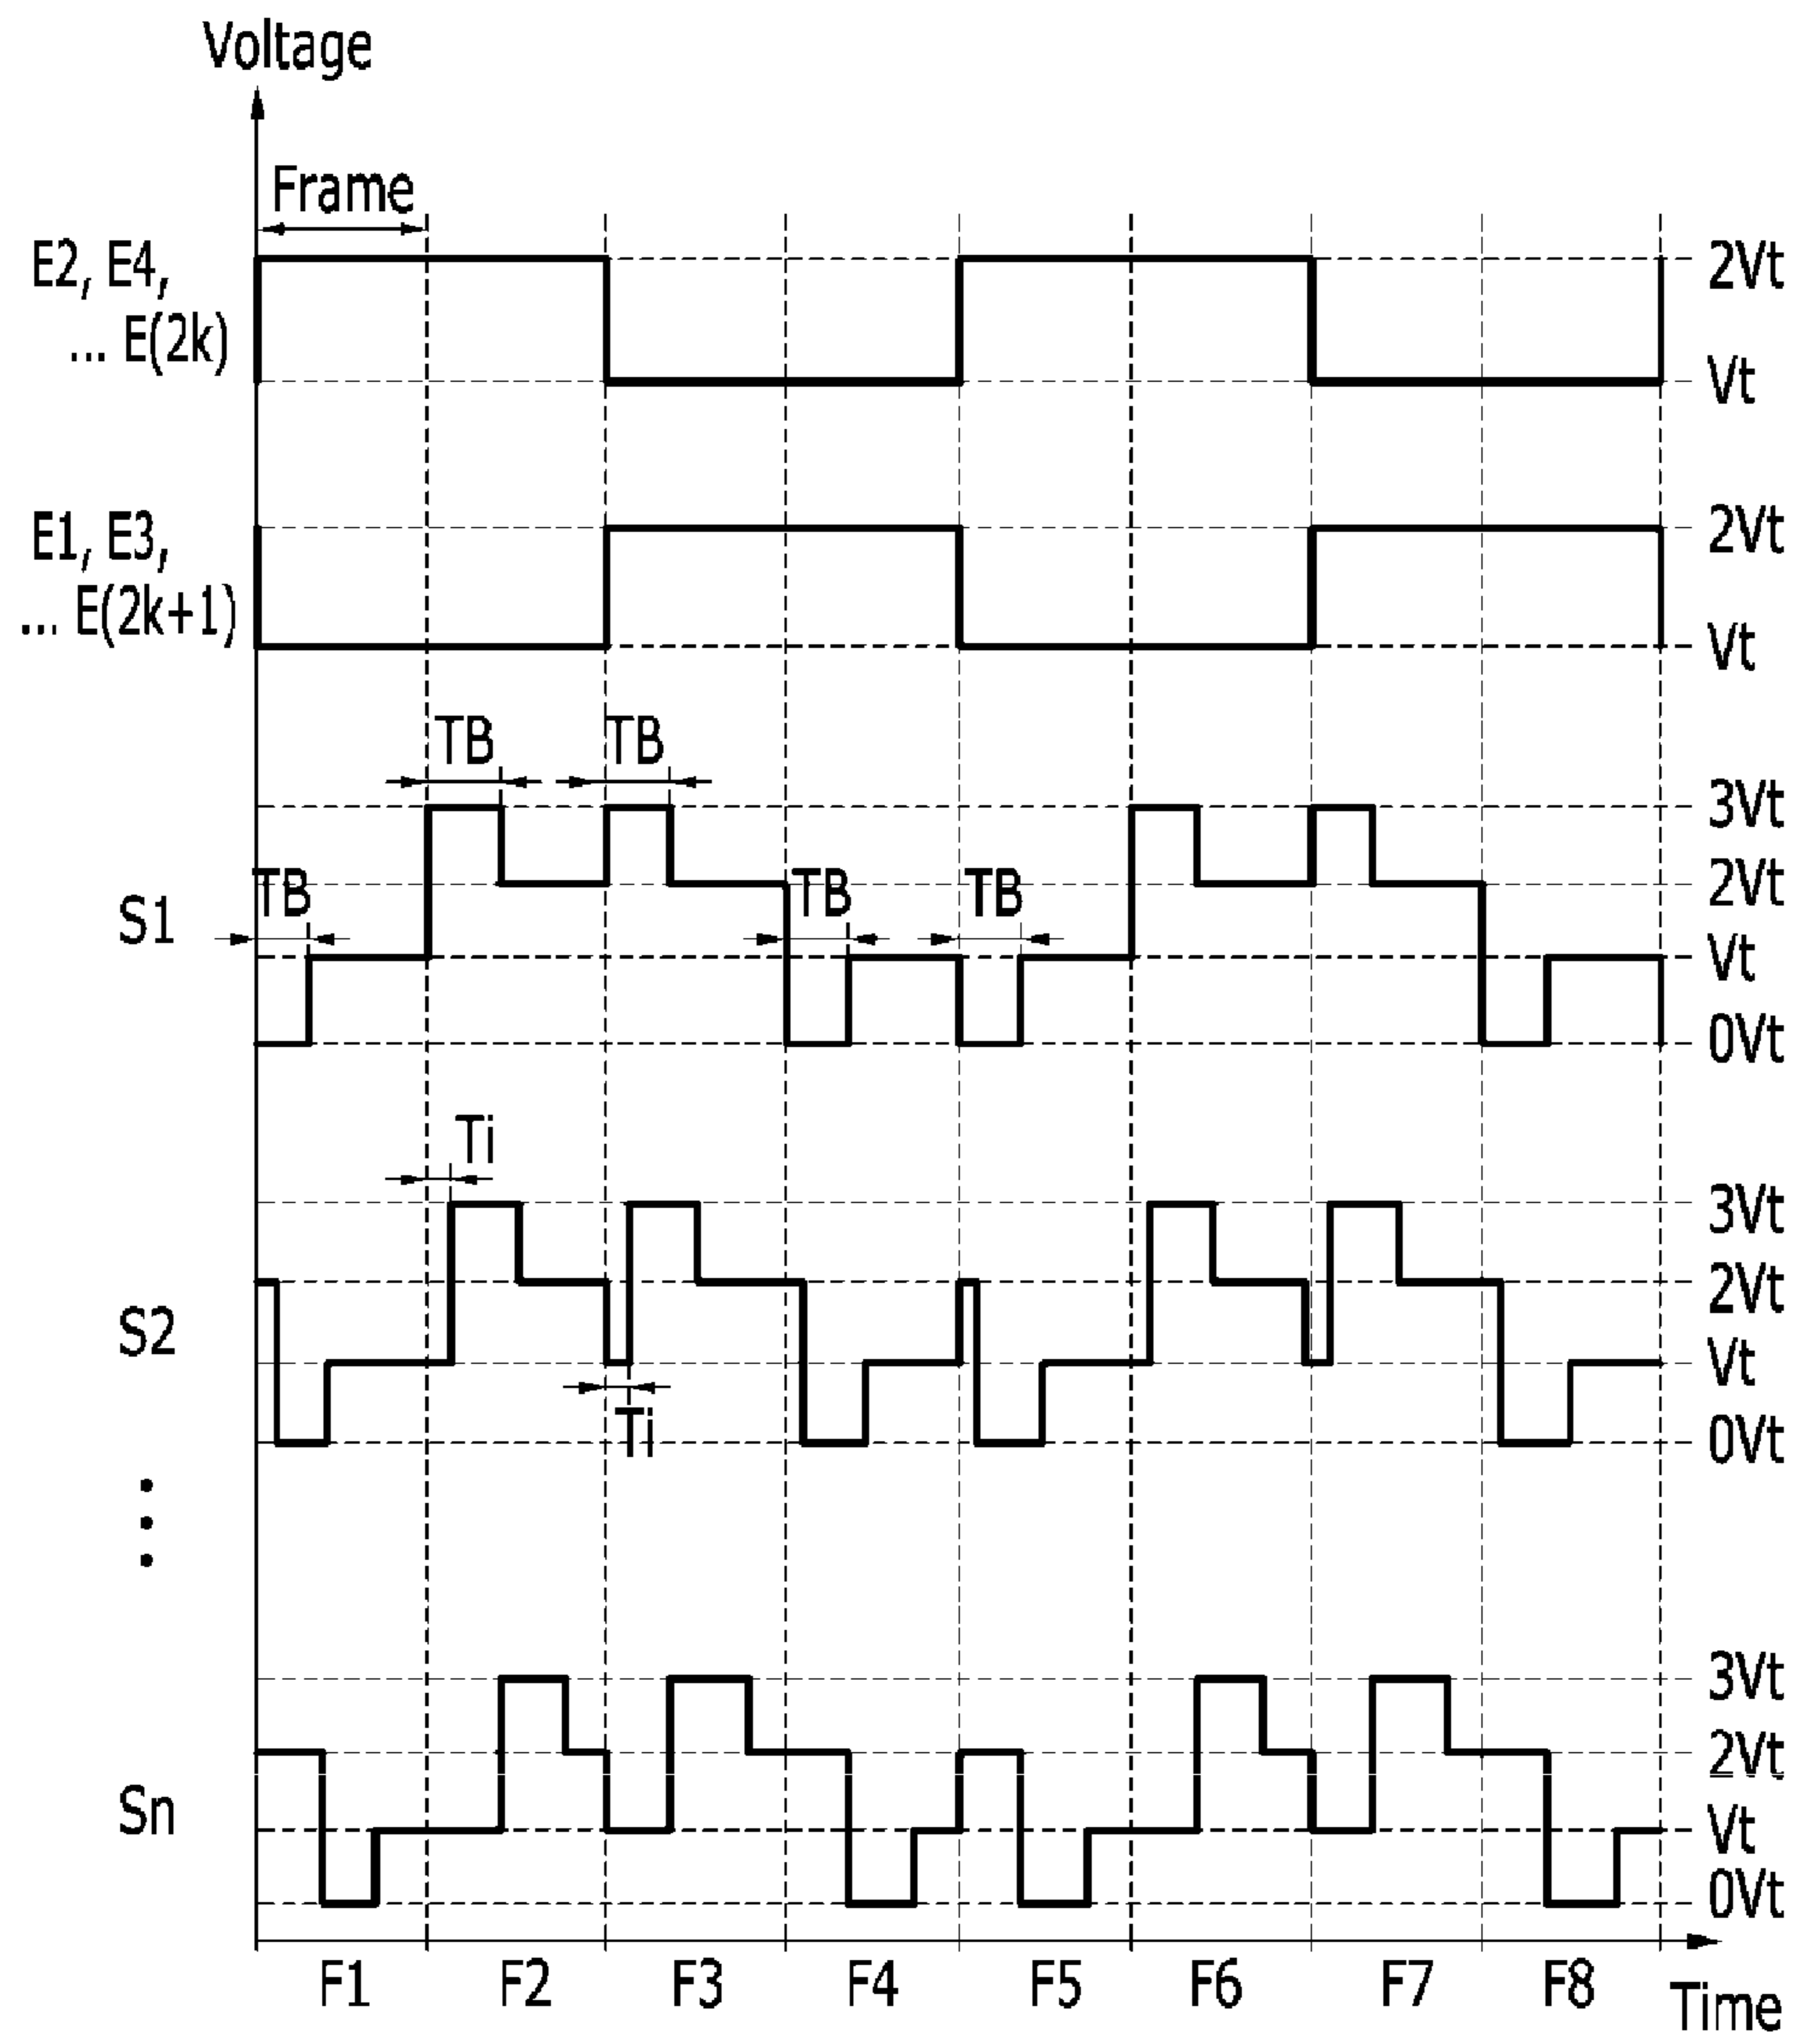 Voltage
Frame
E2, E4,
... E(2k)
2Vt
Vt
E1, E3,
... E(2k+1)
2Vt
Vt
TB
TB
3Vt
TB
TB
TB
2Vt
S1
Vt
0Vt
Ti
3Vt
2Vt
S2
Vt
Ti
0Vt
3Vt
2Vt
Sn
Vt
0Vt
F1 F2 F3 F4 F5 F6 F7 F8
Time